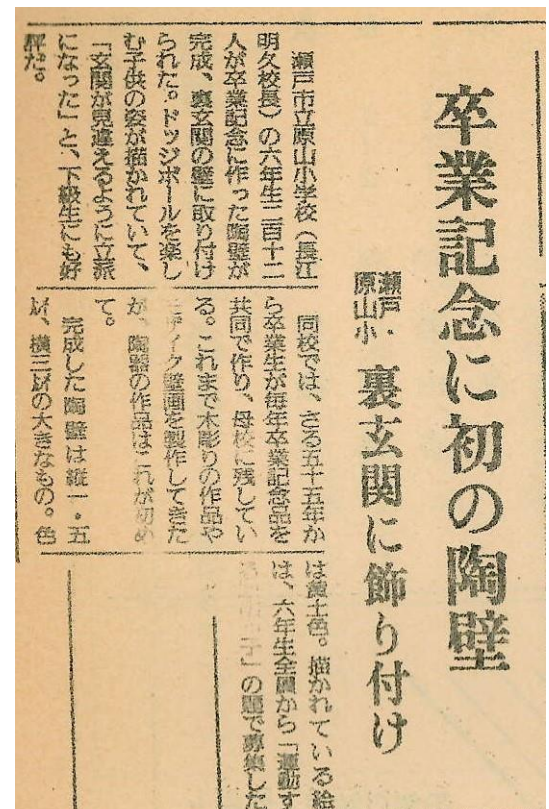 卒業記念に初の陶壁
瀬戸・
原山小
裏玄関に飾り付け
瀬戸市立原山小学校（長江
明久校長）の六年生二百十二
人が卒業記念に作った陶壁が
完成、裏玄関の壁に取り付け
られた。ドッジボールを楽し
む子供の姿が描かれていて、
「玄関が見違えるように立派
になった」と、下級生にも好
評だ。
同校では、さる五十五年か
ら卒業生が毎年卒業記念品を
共同で作り、母校に残してい
る。これまで木彫りの作品や
モザイク壁画を製作してきた
が、陶器の作品はこれが初め
て。
完成した陶壁は縦一・五
㍍、横三㍍の大きなもの。色
は黄土色。描かれている絵
は、六年生全員から「運動す
子」の題で募集した